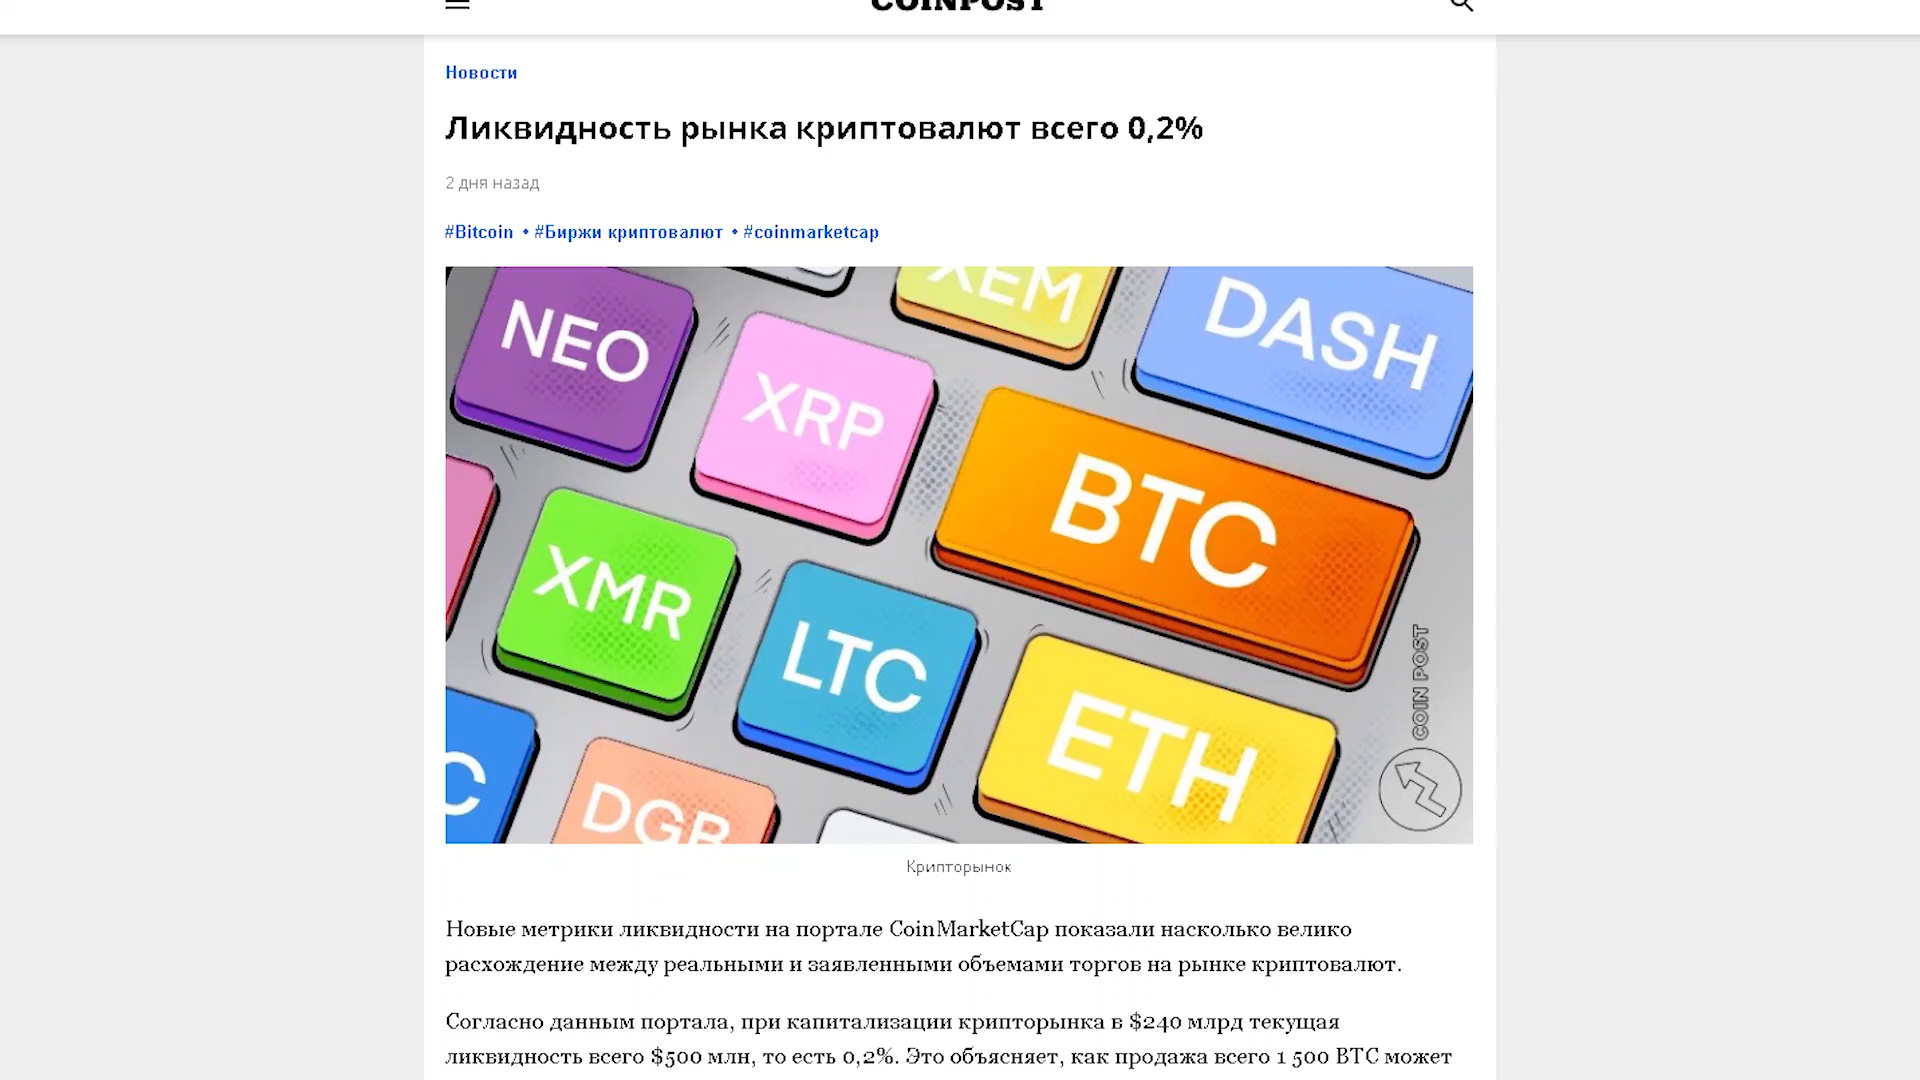 COINPOST
Новости
Ликвидность рынка криптовалют всего 0,2%
2 дня назад
#Bitcoin • #Биржи криптовалют • #coinmarketcap
NEO
XRP
XEM
DASH
BTC
XMR
LTC
ETH
C
DGB
COIN POST
Крипторынок
Новые метрики ликвидности на портале CoinMarketCap показали насколько велико
расхождение между реальными и заявленными объемами торгов на рынке криптовалют.
Согласно данным портала, при капитализации крипторынка в $240 млрд текущая
ликвидность всего $500 млн, то есть 0,2%. Это объясняет, как продажа всего 1 500 BTC может